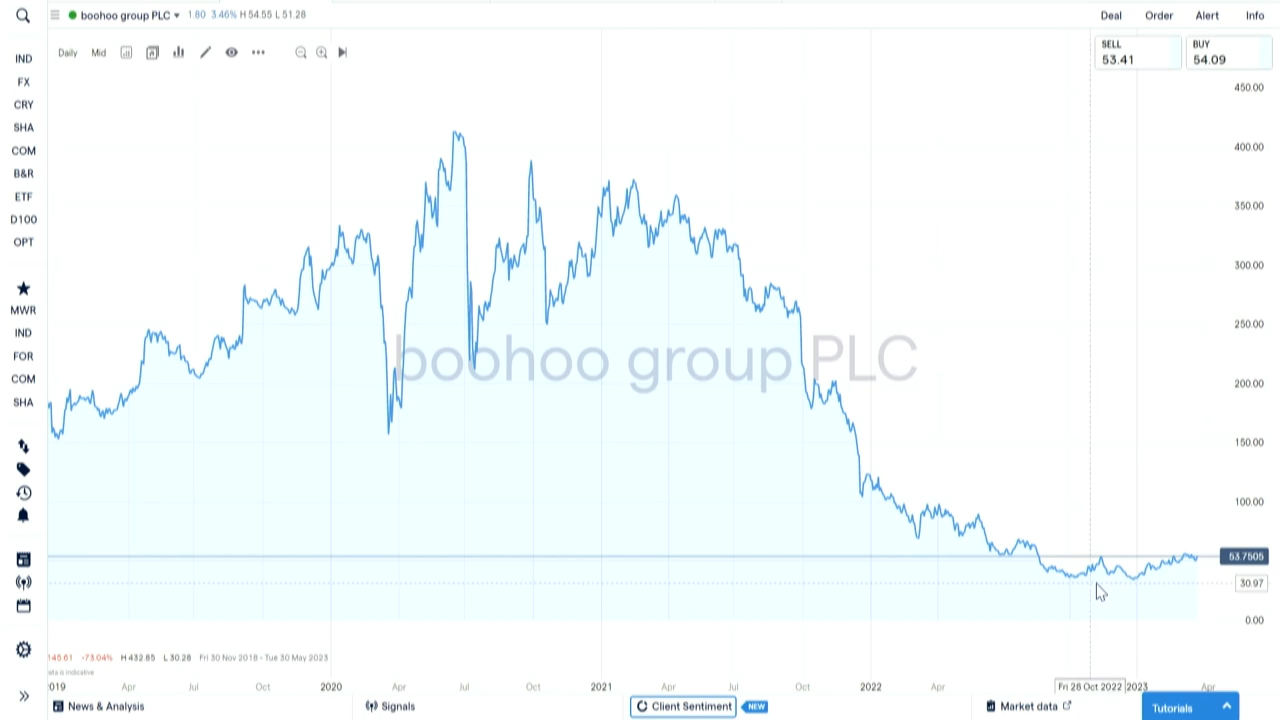 boohoo group PLC 1.80 3.46% H 54.55 L 51.28
Deal Order Alert Info
Daily Mid
SELL
53.41
BUY
54.09
IND
FX
CRY
SHA
COM
B&R
ETF
D100
OPT
MWR
IND
FOR
COM
SHA
450.00
400.00
350.00
300.00
250.00
200.00
150.00
100.00
53.7505
30.97
0.00
boohoo group PLC
145.61 -73.04% H 432.85 L 30.28 Fri 30 Nov 2018 - Tue 30 May 2023
ata is indicative
2019 Apr Jul Oct 2020 Apr Jul Oct 2021 Apr Jul Oct 2022 Apr Fri 28 Oct 2022 2023 Apr
News & Analysis Signals Client Sentiment NEW Market data Tutorials